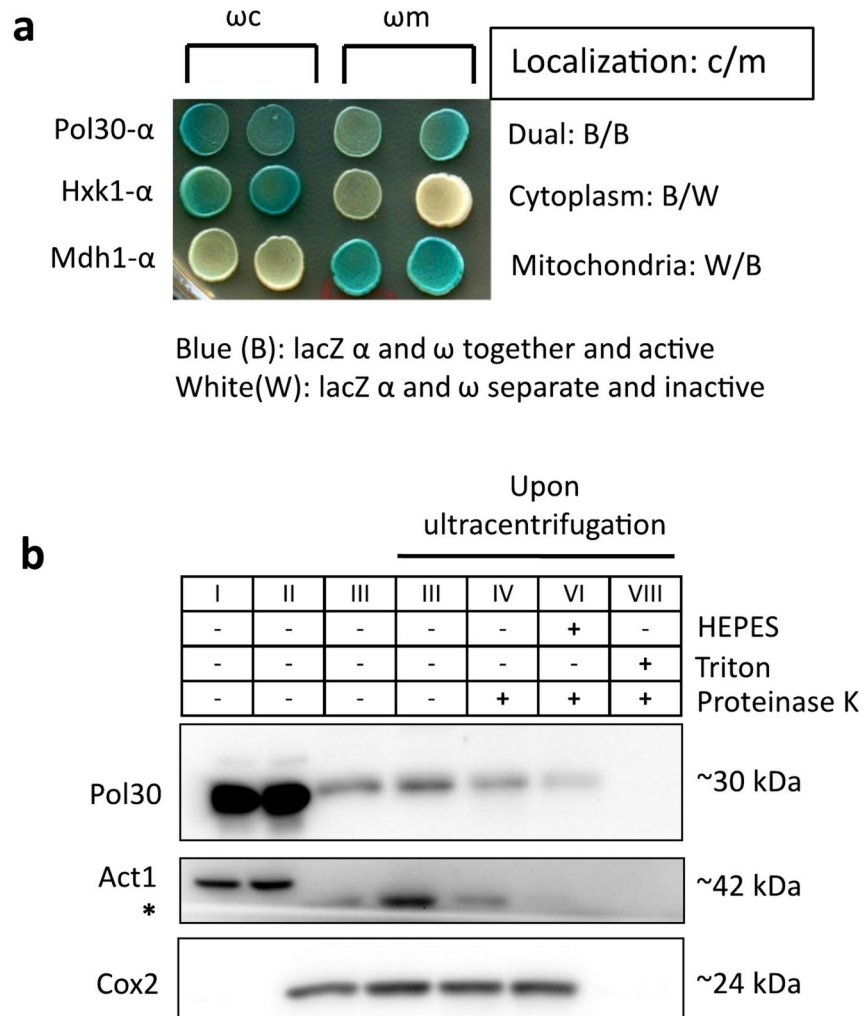 a
ωc ωm
Localization: c/m
Pol30-α Dual: B/B
Hxk1-α Cytoplasm: B/W
Mdh1-α Mitochondria: W/B
Blue (B): lacZ α and ω together and active
White(W): lacZ α and ω separate and inactive
Upon
ultracentrifugation
b
I II III III IV VI VIII
- - - - - + - HEPES
- - - - - - + Triton
- - - - + + + Proteinase K
Pol30 ~30 kDa
Act1 ~42 kDa
*
Cox2 ~24 kDa